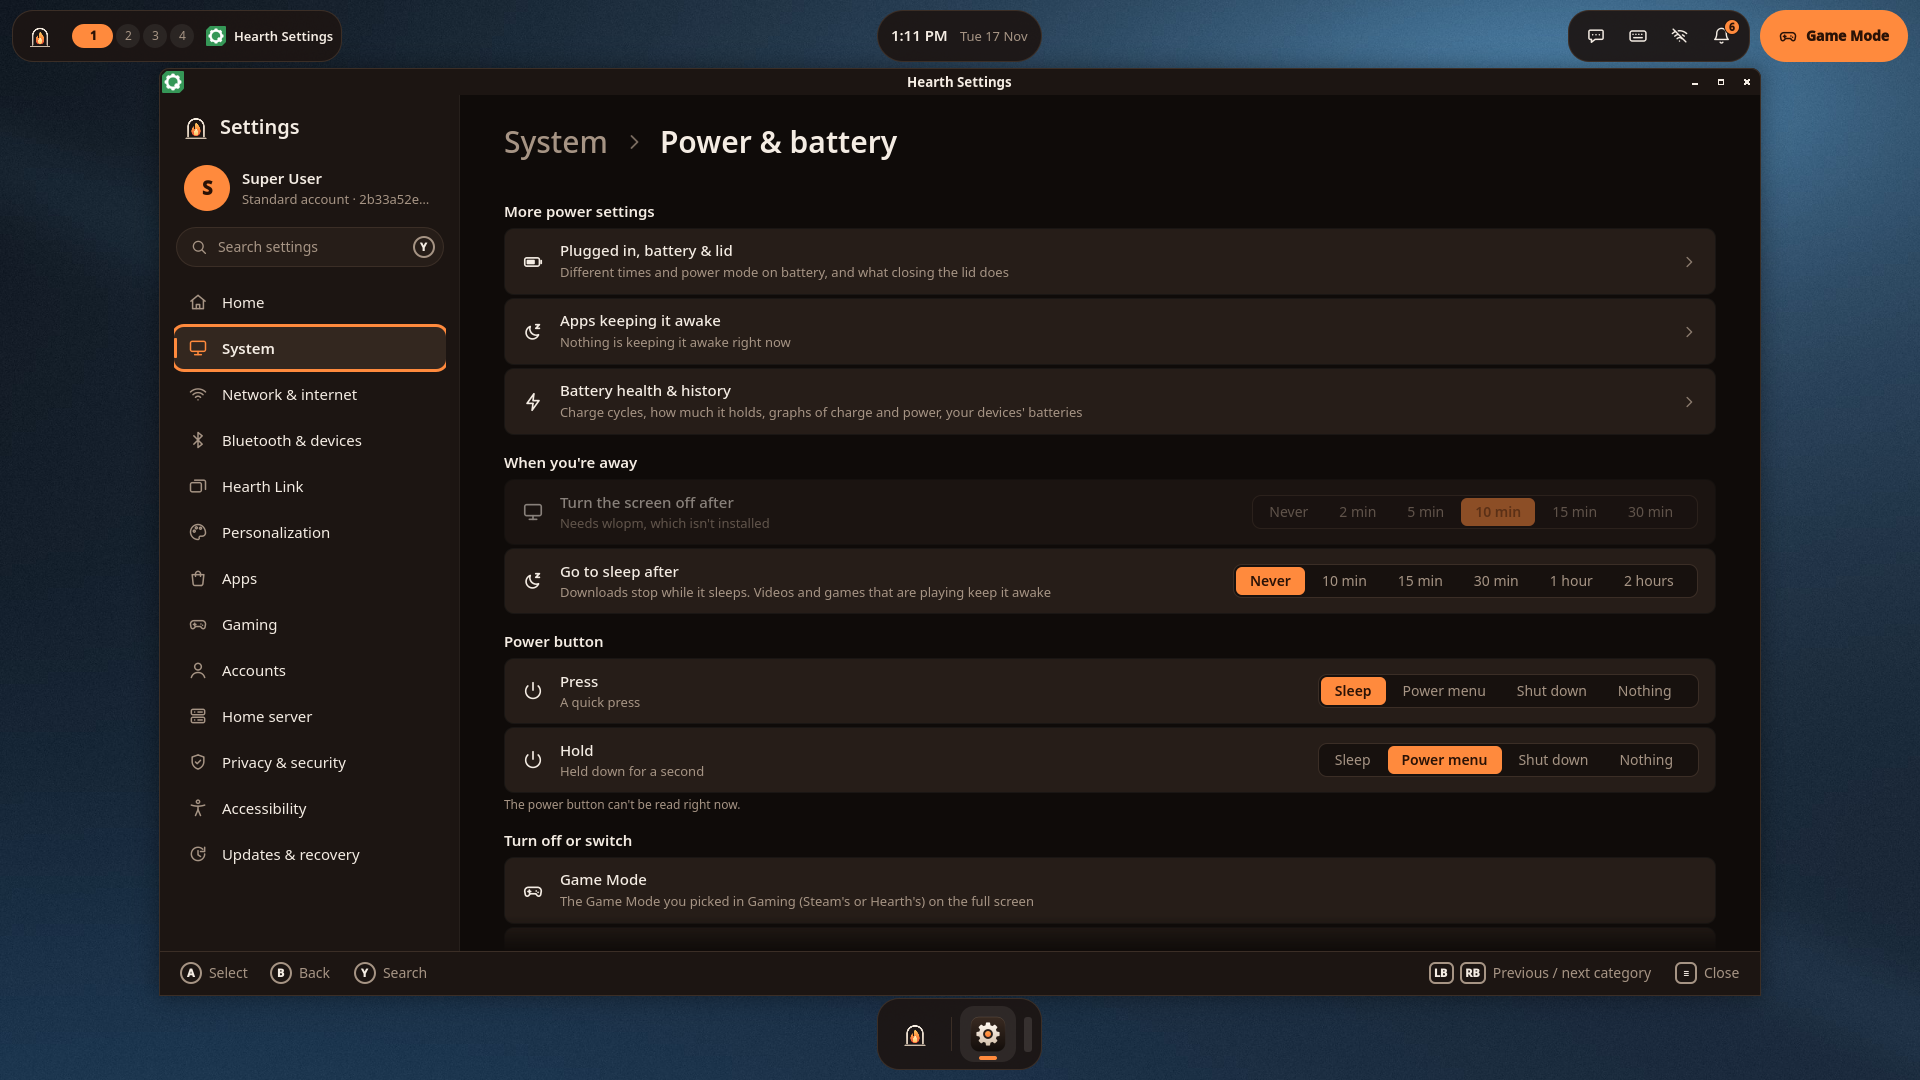 1 2 3 4 Hearth Settings
1:11 PM Tue 17 Nov
6
Game Mode
Hearth Settings
Settings
S
Super User
Standard account · 2b33a52e...
Search settings Y
Home
System
Network & internet
Bluetooth & devices
Hearth Link
Personalization
Apps
Gaming
Accounts
Home server
Privacy & security
Accessibility
Updates & recovery
System > Power & battery
More power settings
Plugged in, battery & lid
Different times and power mode on battery, and what closing the lid does
Apps keeping it awake
Nothing is keeping it awake right now
Battery health & history
Charge cycles, how much it holds, graphs of charge and power, your devices' batteries
When you're away
Turn the screen off after
Needs wlopm, which isn't installed
Never 2 min 5 min 10 min 15 min 30 min
Go to sleep after
Downloads stop while it sleeps. Videos and games that are playing keep it awake
Never 10 min 15 min 30 min 1 hour 2 hours
Power button
Press
A quick press
Sleep Power menu Shut down Nothing
Hold
Held down for a second
Sleep Power menu Shut down Nothing
The power button can't be read right now.
Turn off or switch
Game Mode
The Game Mode you picked in Gaming (Steam's or Hearth's) on the full screen
A Select B Back Y Search
LB RB Previous / next category ≡ Close